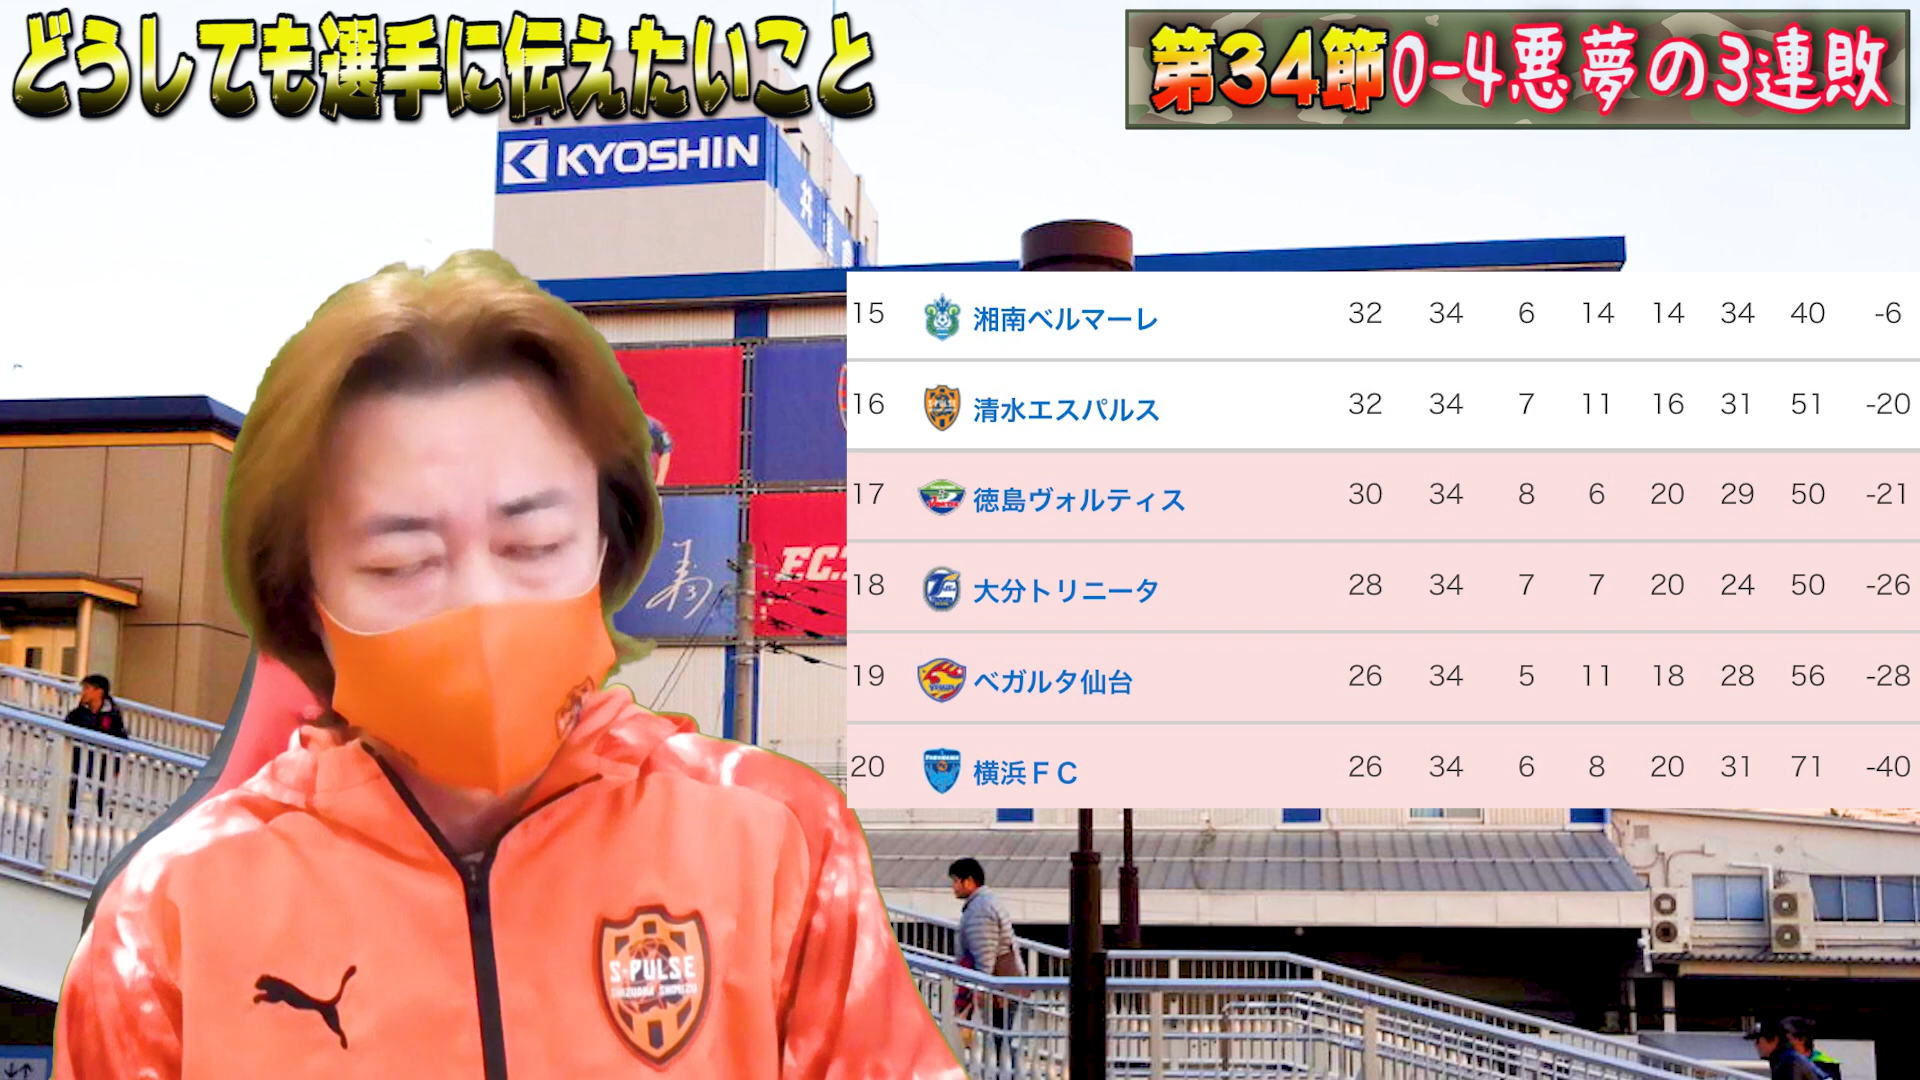 どうしても選手に伝えたいこと
第34節0-4悪夢の3連敗
KYOSHIN
15 湘南ベルマーレ 32 34 6 14 14 34 40 -6
16 清水エスパルス 32 34 7 11 16 31 51 -20
17 徳島ヴォルティス 30 34 8 6 20 29 50 -21
18 大分トリニータ 28 34 7 7 20 24 50 -26
19 ベガルタ仙台 26 34 5 11 18 28 56 -28
20 横浜FC 26 34 6 8 20 31 71 -40
FC.
S-PULSE
SHIZUOKA SHIMIZU